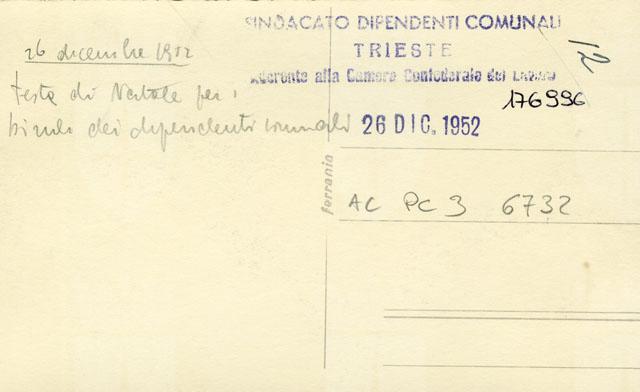 SINDACATO DIPENDENTI COMUNALI
TRIESTE
Aderente alla Camera Confederale del Lavoro
12
176996
26 DIC. 1952
26 dicembre 1952
festa di Natale per i
bimbi dei dipendenti comunali
ferrania
AC PC 3 6732